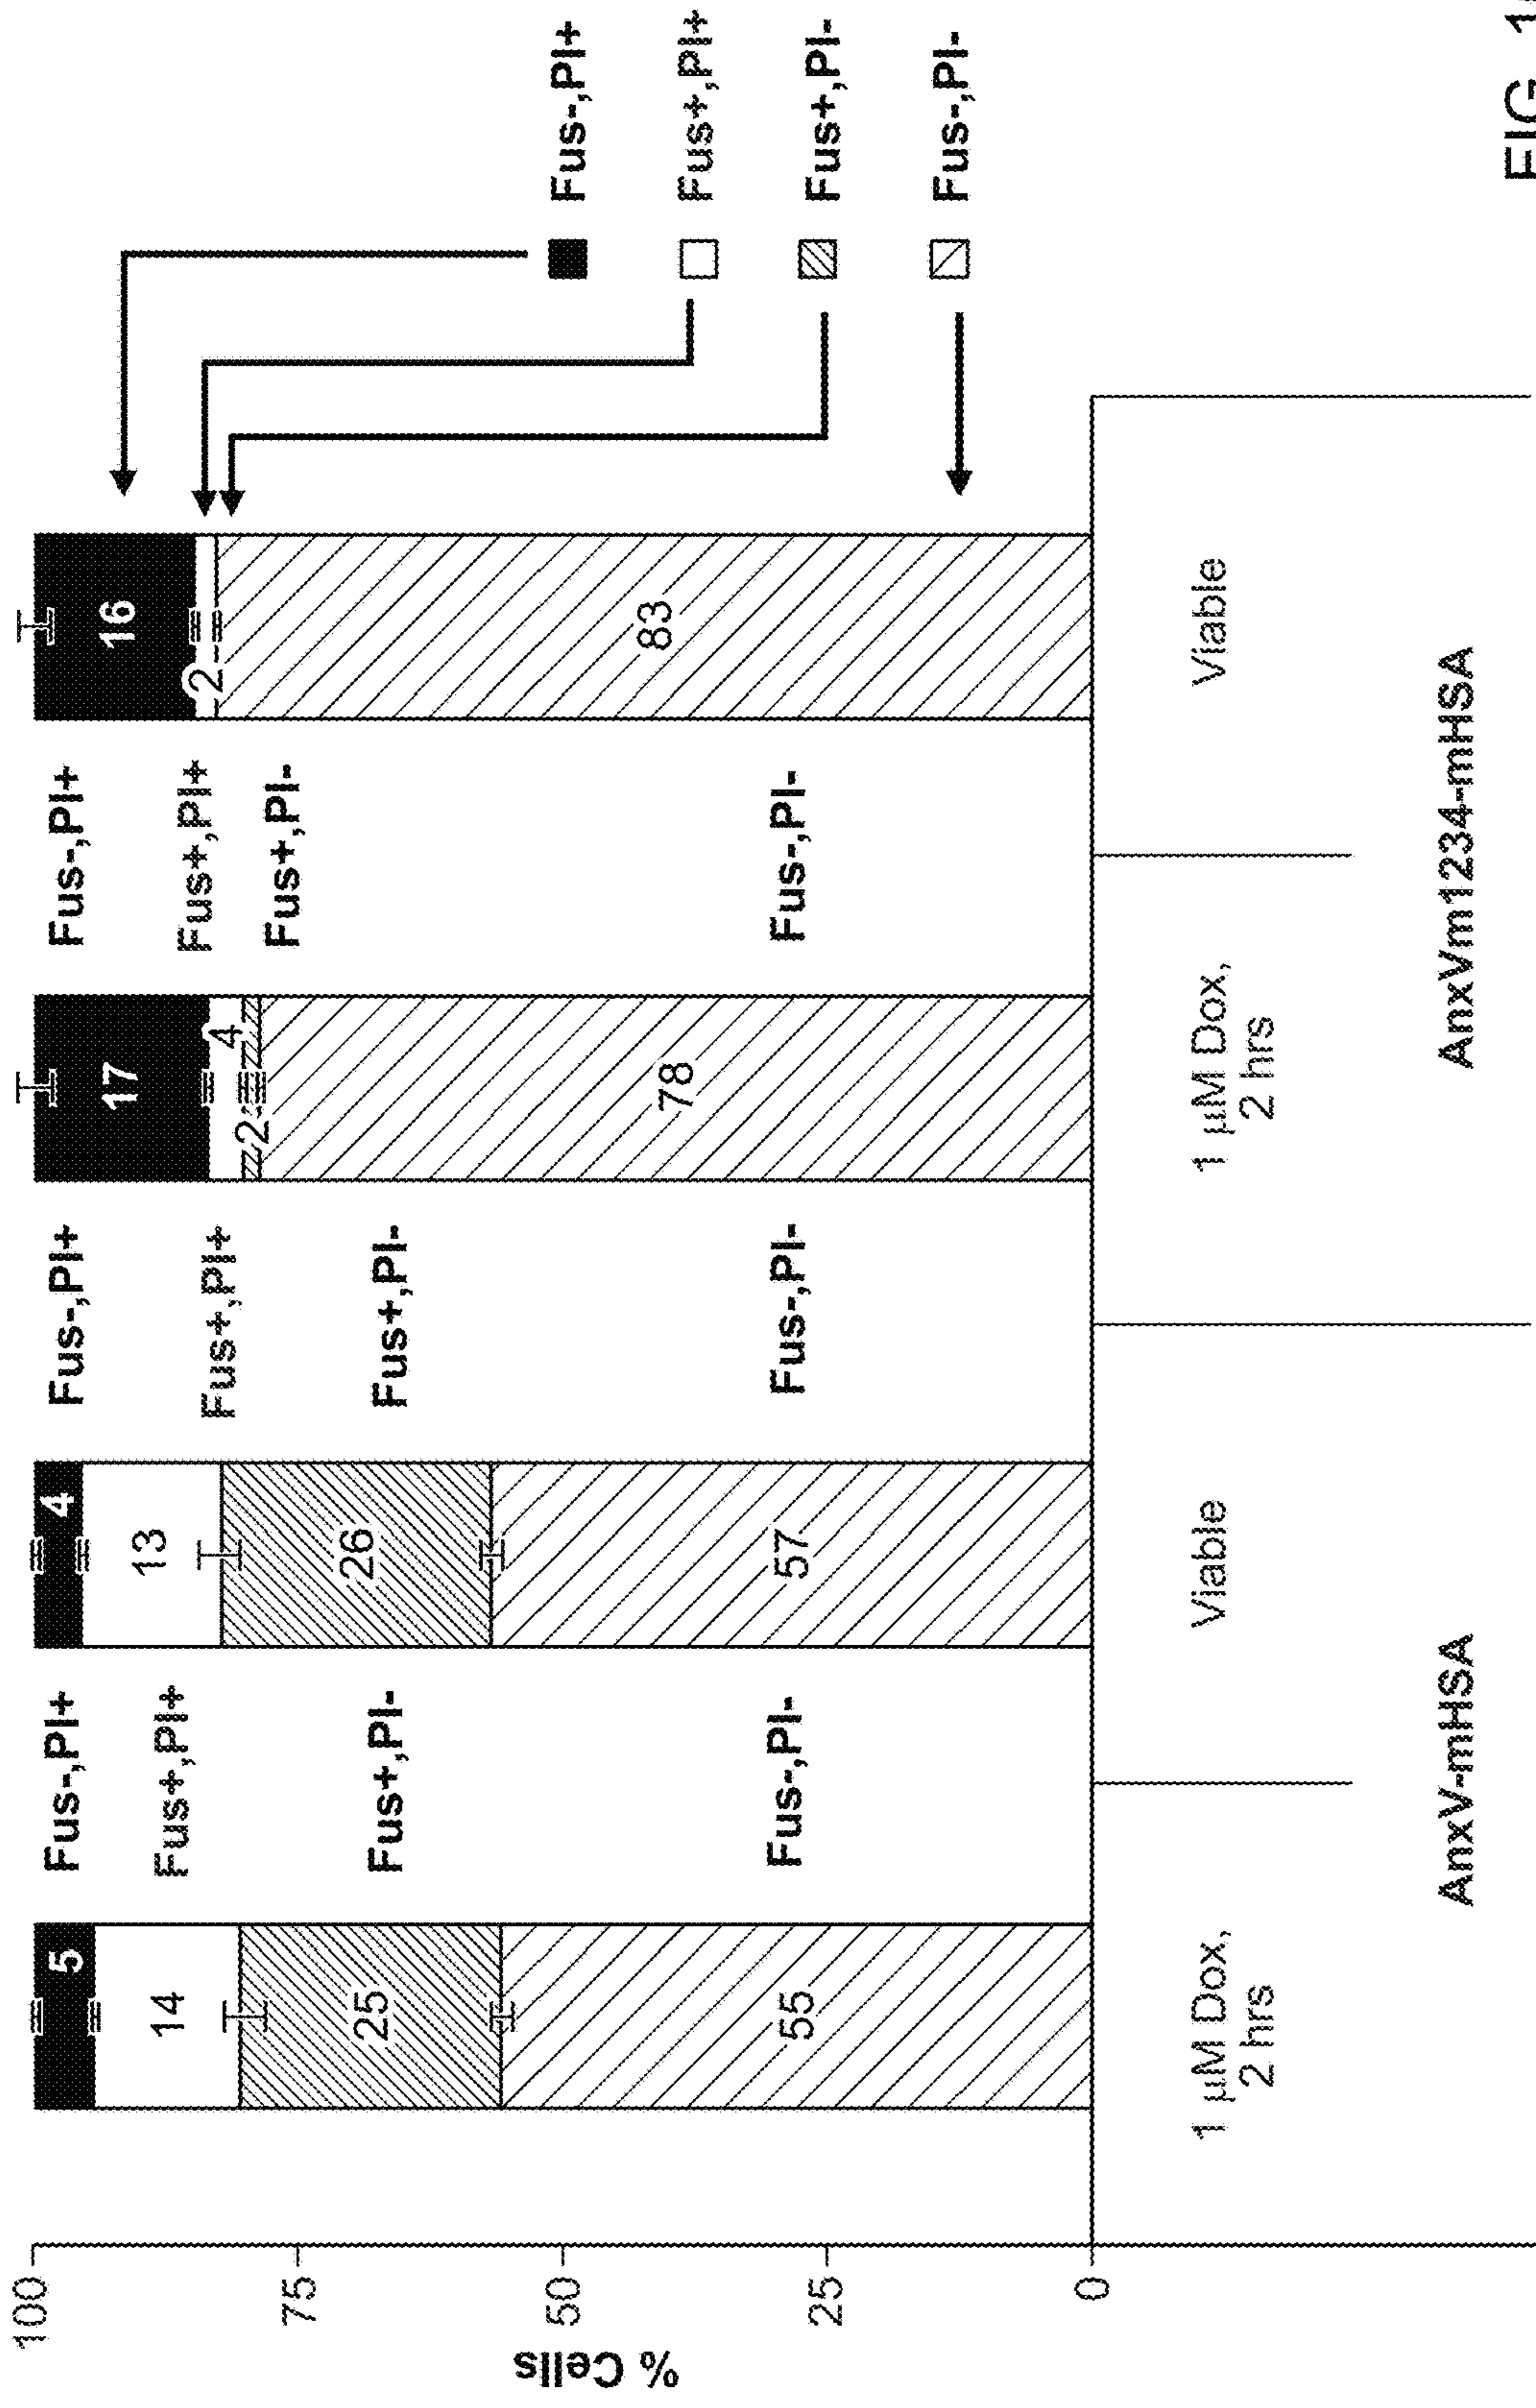 % Cells
100
75
50
25
0
5
14
25
55
Fus-,PI+
Fus+,PI+
Fus+,PI-
Fus-,PI-
4
13
26
57
Fus-,PI+
Fus+,PI+
Fus+,PI-
Fus-,PI-
17
4
2
78
Fus-,PI+
Fus+,PI+
Fus+,PI-
Fus-,PI-
16
2
83
Fus-,PI+
Fus+,PI+
Fus+,PI-
Fus-,PI-
1 µM Dox,
2 hrs
Viable
1 µM Dox,
2 hrs
Viable
AnxV-mHSA
AnxVm1234-mHSA
FIG.